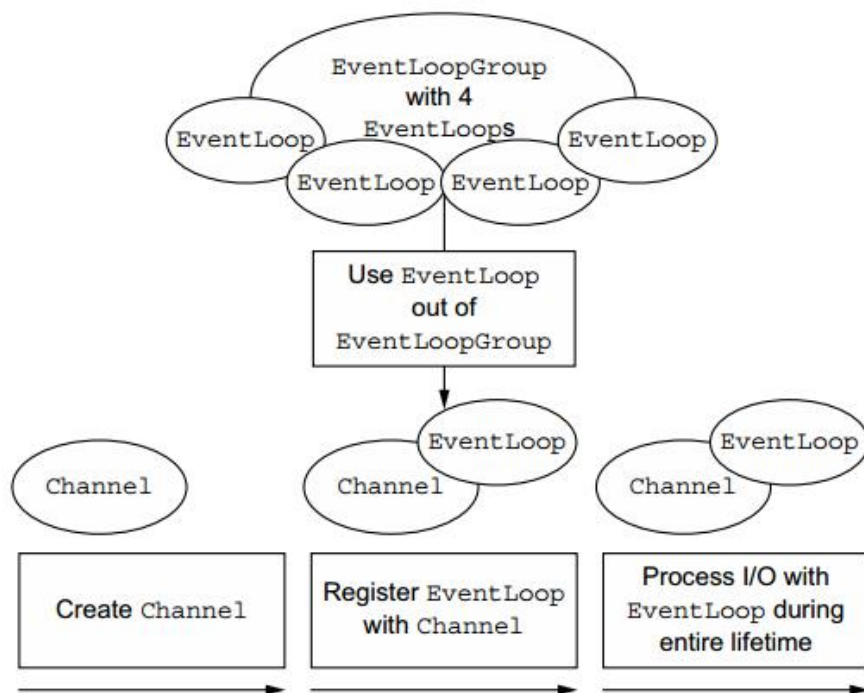 EventLoopGroup
with 4
EventLoops
EventLoop
EventLoop
EventLoop
EventLoop
Use EventLoop
out of
EventLoopGroup
EventLoop
EventLoop
Channel
Channel
Channel
Create Channel
Register EventLoop
with Channel
Process I/O with
EventLoop during
entire lifetime